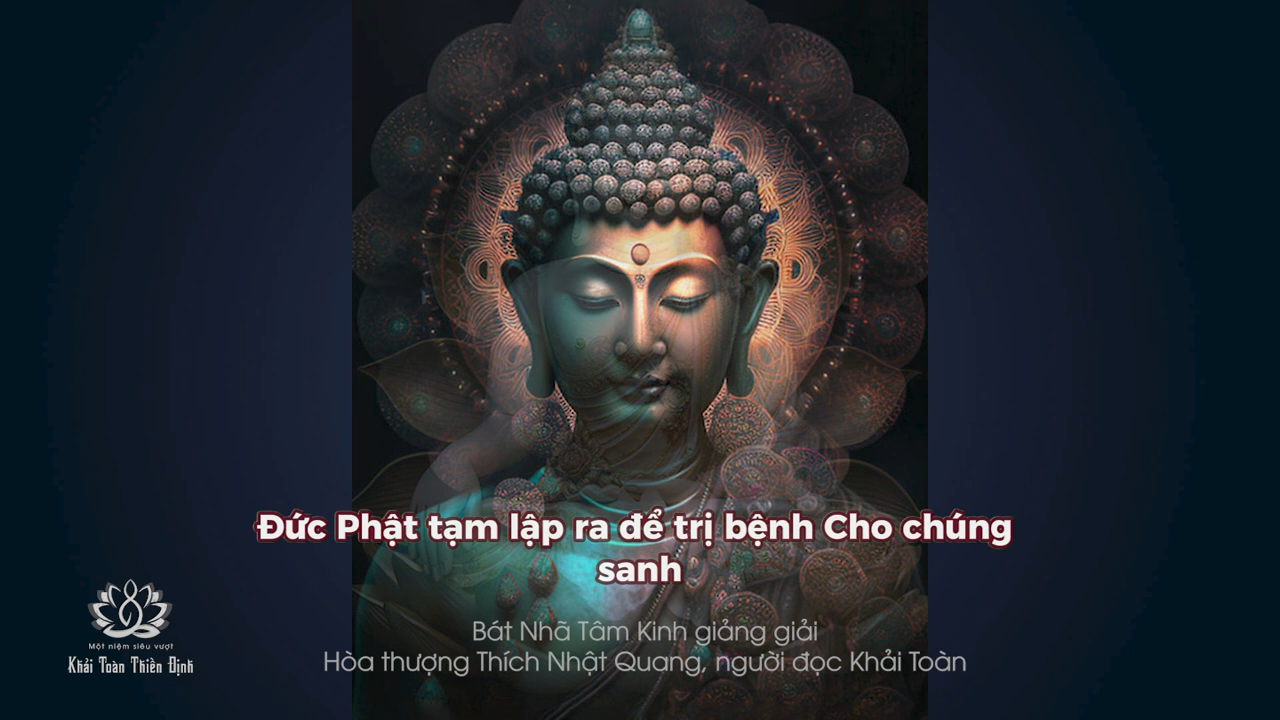 Đức Phật tạm lập ra để trị bệnh Cho chúng
sanh
Bát Nhã Tâm Kinh giảng giải
Hòa thượng Thích Nhật Quang, người đọc Khải Toàn
Một niệm siêu vượt
Khải Toàn Thiền Định